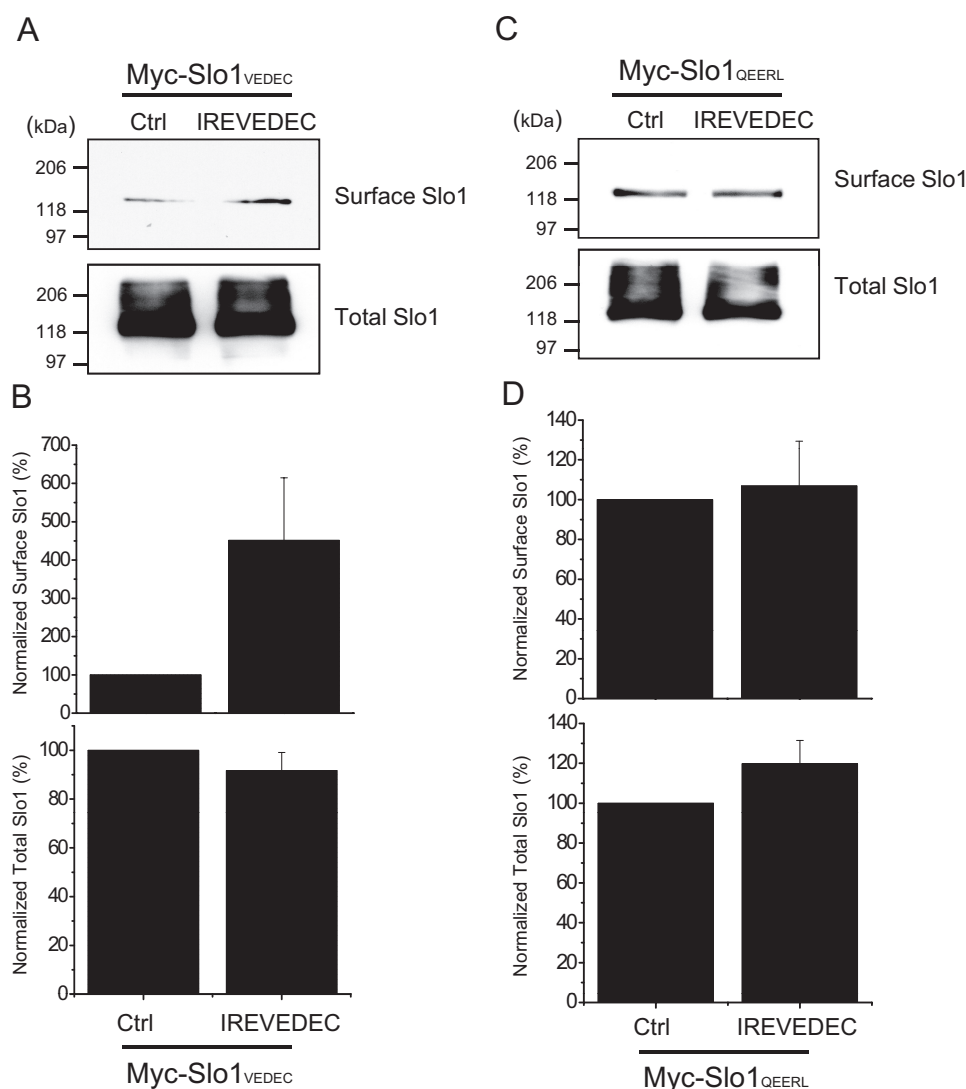 A
Myc-Slo1VEDEC
(kDa)
Ctrl IREVEDEC
206
118
97
Surface Slo1
206
118
97
Total Slo1
C
Myc-Slo1QEERL
(kDa)
Ctrl IREVEDEC
206
118
97
Surface Slo1
206
118
97
Total Slo1
B
Normalized Surface Slo1 (%)
700
600
500
400
300
200
100
0
Normalized Total Slo1 (%)
100
80
60
40
20
0
Ctrl IREVEDEC
Myc-Slo1VEDEC
D
Normalized Surface Slo1 (%)
140
120
100
80
60
40
20
0
Normalized Total Slo1 (%)
140
120
100
80
60
40
20
0
Ctrl IREVEDEC
Myc-Slo1QEERL